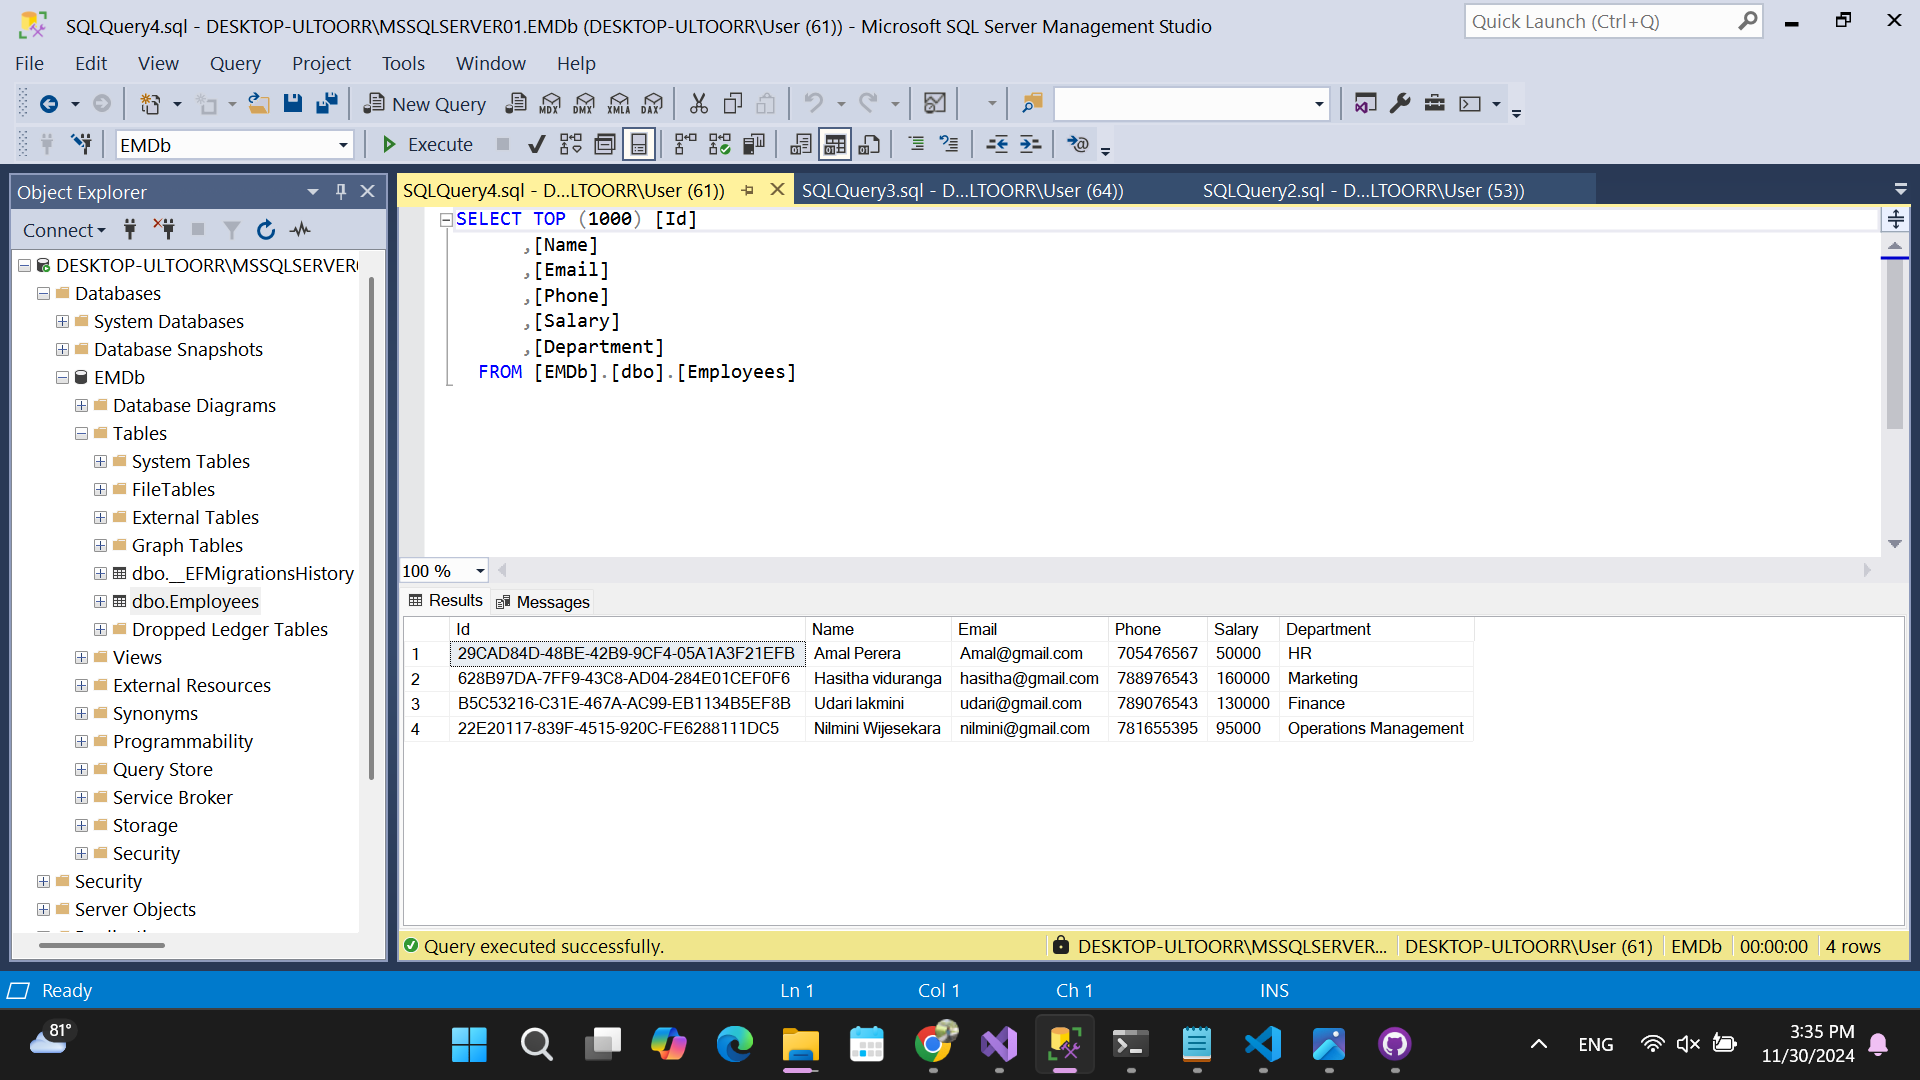 SQLQuery4.sql - DESKTOP-ULTOORR\MSSQLSERVER01.EMDb (DESKTOP-ULTOORR\User (61)) - Microsoft SQL Server Management Studio
Quick Launch (Ctrl+Q)
File Edit View Query Project Tools Window Help
New Query MDX DMX XMLA DAX
EMDb Execute
Object Explorer
Connect
DESKTOP-ULTOORR\MSSQLSERVER
Databases
System Databases
Database Snapshots
EMDb
Database Diagrams
Tables
System Tables
FileTables
External Tables
Graph Tables
dbo.__EFMigrationsHistory
dbo.Employees
Dropped Ledger Tables
Views
External Resources
Synonyms
Programmability
Query Store
Service Broker
Storage
Security
Security
Server Objects
SQLQuery4.sql - D...LTOORR\User (61)) SQLQuery3.sql - D...LTOORR\User (64)) SQLQuery2.sql - D...LTOORR\User (53))
SELECT TOP (1000) [Id]
,[Name]
,[Email]
,[Phone]
,[Salary]
,[Department]
FROM [EMDb].[dbo].[Employees]
100 %
Results Messages
Id Name Email Phone Salary Department
1 29CAD84D-48BE-42B9-9CF4-05A1A3F21EFB Amal Perera Amal@gmail.com 705476567 50000 HR
2 628B97DA-7FF9-43C8-AD04-284E01CEF0F6 Hasitha viduranga hasitha@gmail.com 788976543 160000 Marketing
3 B5C53216-C31E-467A-AC99-EB1134B5EF8B Udari lakmini udari@gmail.com 789076543 130000 Finance
4 22E20117-839F-4515-920C-FE6288111DC5 Nilmini Wijesekara nilmini@gmail.com 781655395 95000 Operations Management
Query executed successfully. DESKTOP-ULTOORR\MSSQLSERVER... DESKTOP-ULTOORR\User (61) EMDb 00:00:00 4 rows
Ready Ln 1 Col 1 Ch 1 INS
81° ENG 3:35 PM
11/30/2024